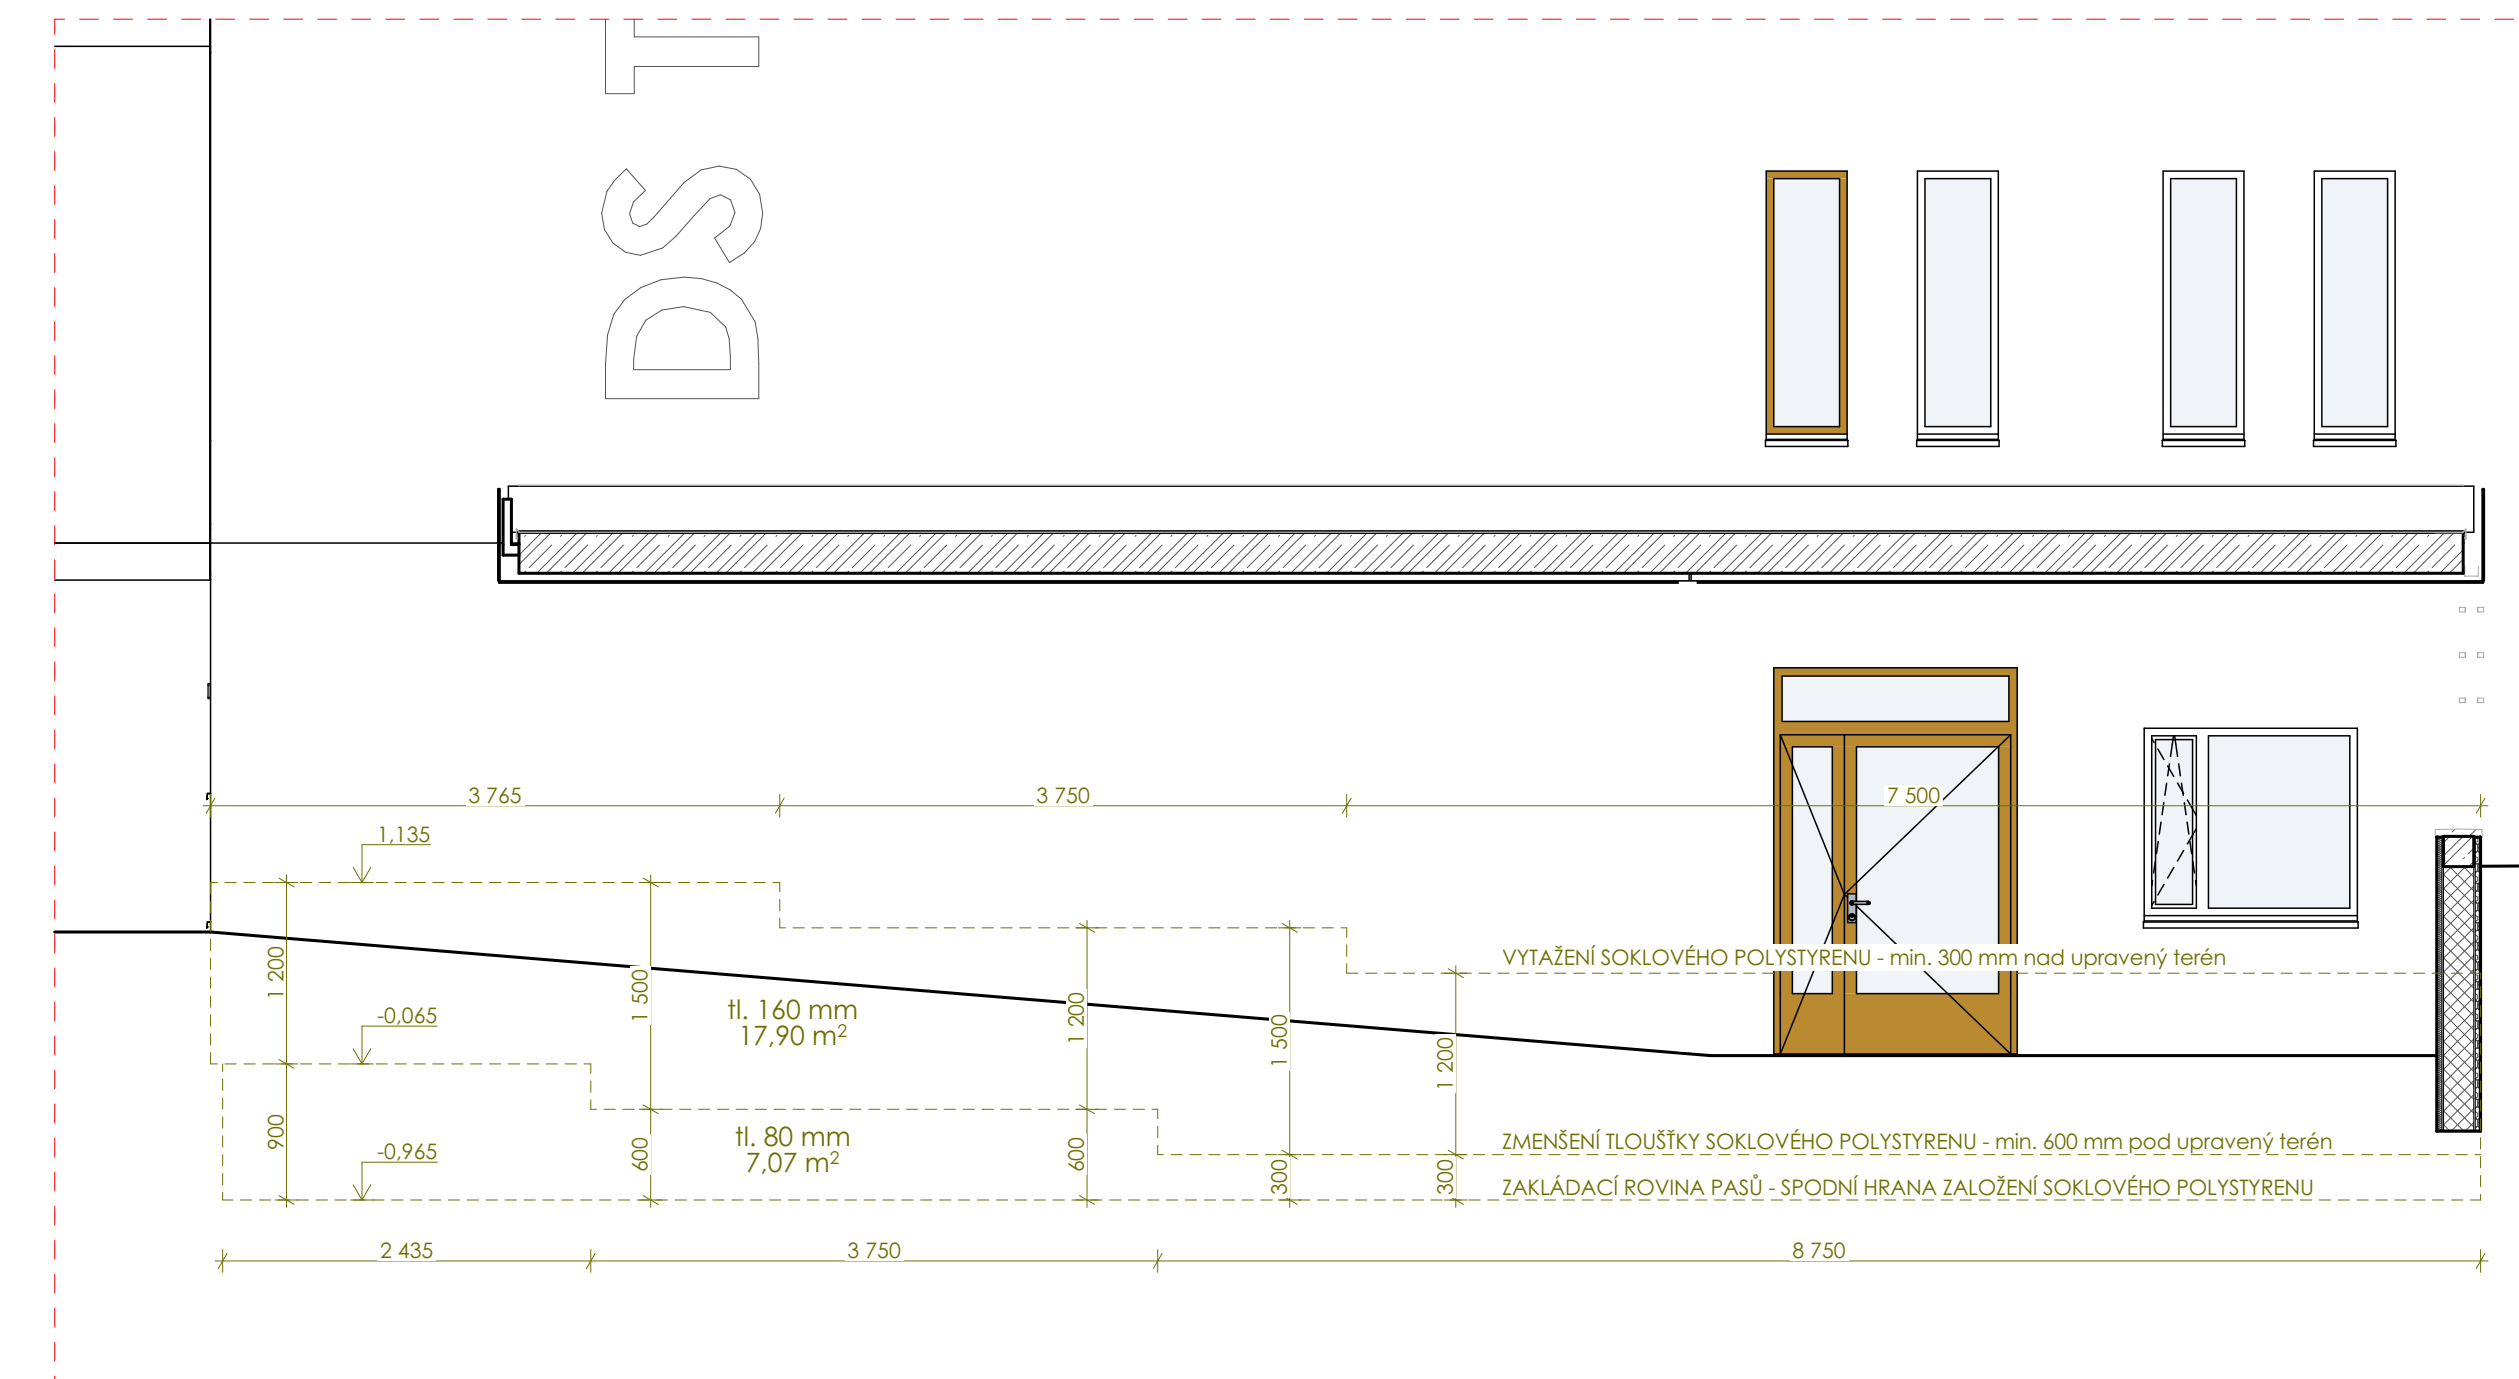 DST
3 765
3 750
7 500
1,135
1 200
1 500
VYTAŽENÍ SOKLOVÉHO POLYSTYRENU - min. 300 mm nad upravený terén
-0,065
tl. 160 mm
17,90 m²
1 200
1 500
1 200
900
-0,965
600
tl. 80 mm
7,07 m²
600
300
300
ZMENŠENÍ TLOUŠŤKY SOKLOVÉHO POLYSTYRENU - min. 600 mm pod upravený terén
ZAKLÁDACÍ ROVINA PASŮ - SPODNÍ HRANA ZALOŽENÍ SOKLOVÉHO POLYSTYRENU
2 435
3 750
8 750